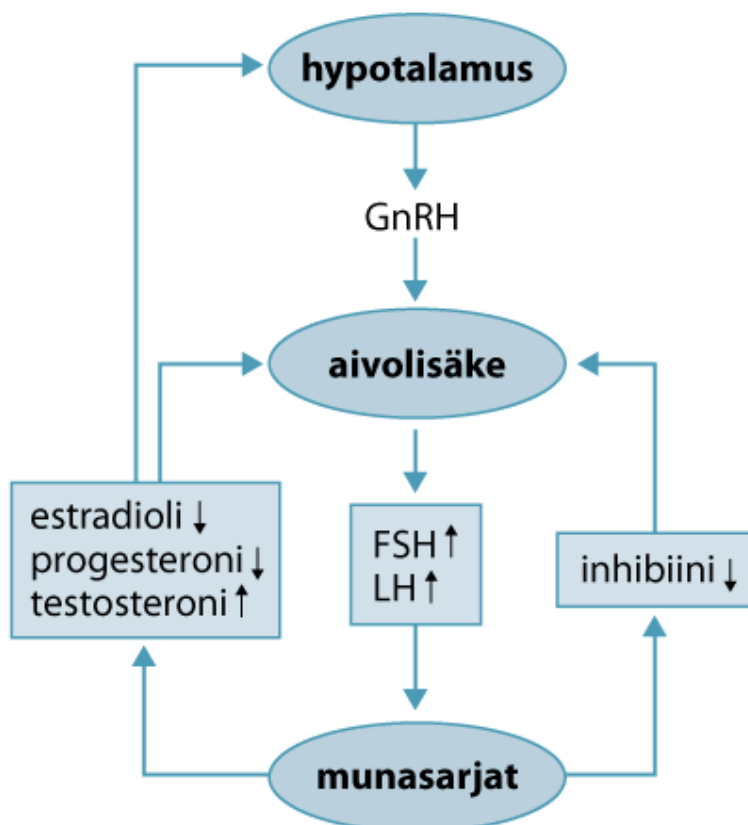 hypotalamus
GnRH
aivolisäke
estradioli ↓
progesteroni ↓
testosteroni ↑
FSH ↑
LH ↑
inhibiini ↓
munasarjat